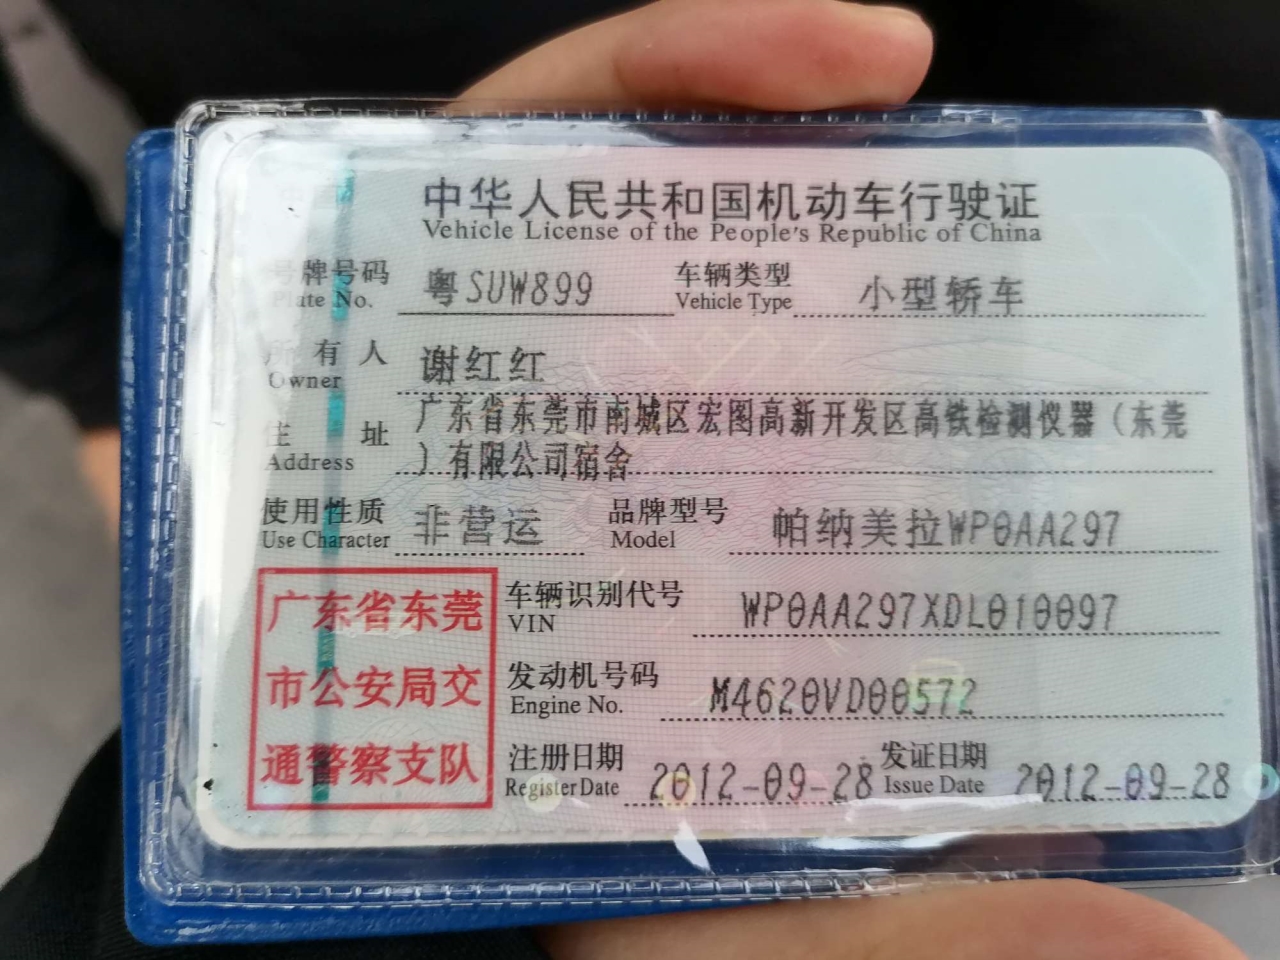 中华人民共和国机动车行驶证
Vehicle License of the People's Republic of China
号牌号码 粤SUW899 车辆类型 小型轿车
Plate No. Vehicle Type
所有人 谢红红
Owner
住址 广东省东莞市南城区宏图高新开发区高铁检测仪器（东莞
Address ）有限公司宿舍
使用性质 非营运 品牌型号 帕纳美拉WP0AA297
Use Character Model
车辆识别代号 WP0AA297XDL010097
VIN
发动机号码 M4620VD00572
Engine No.
注册日期 2012-09-28 发证日期 2012-09-28
Register Date Issue Date
广东省东莞
市公安局交
通警察支队